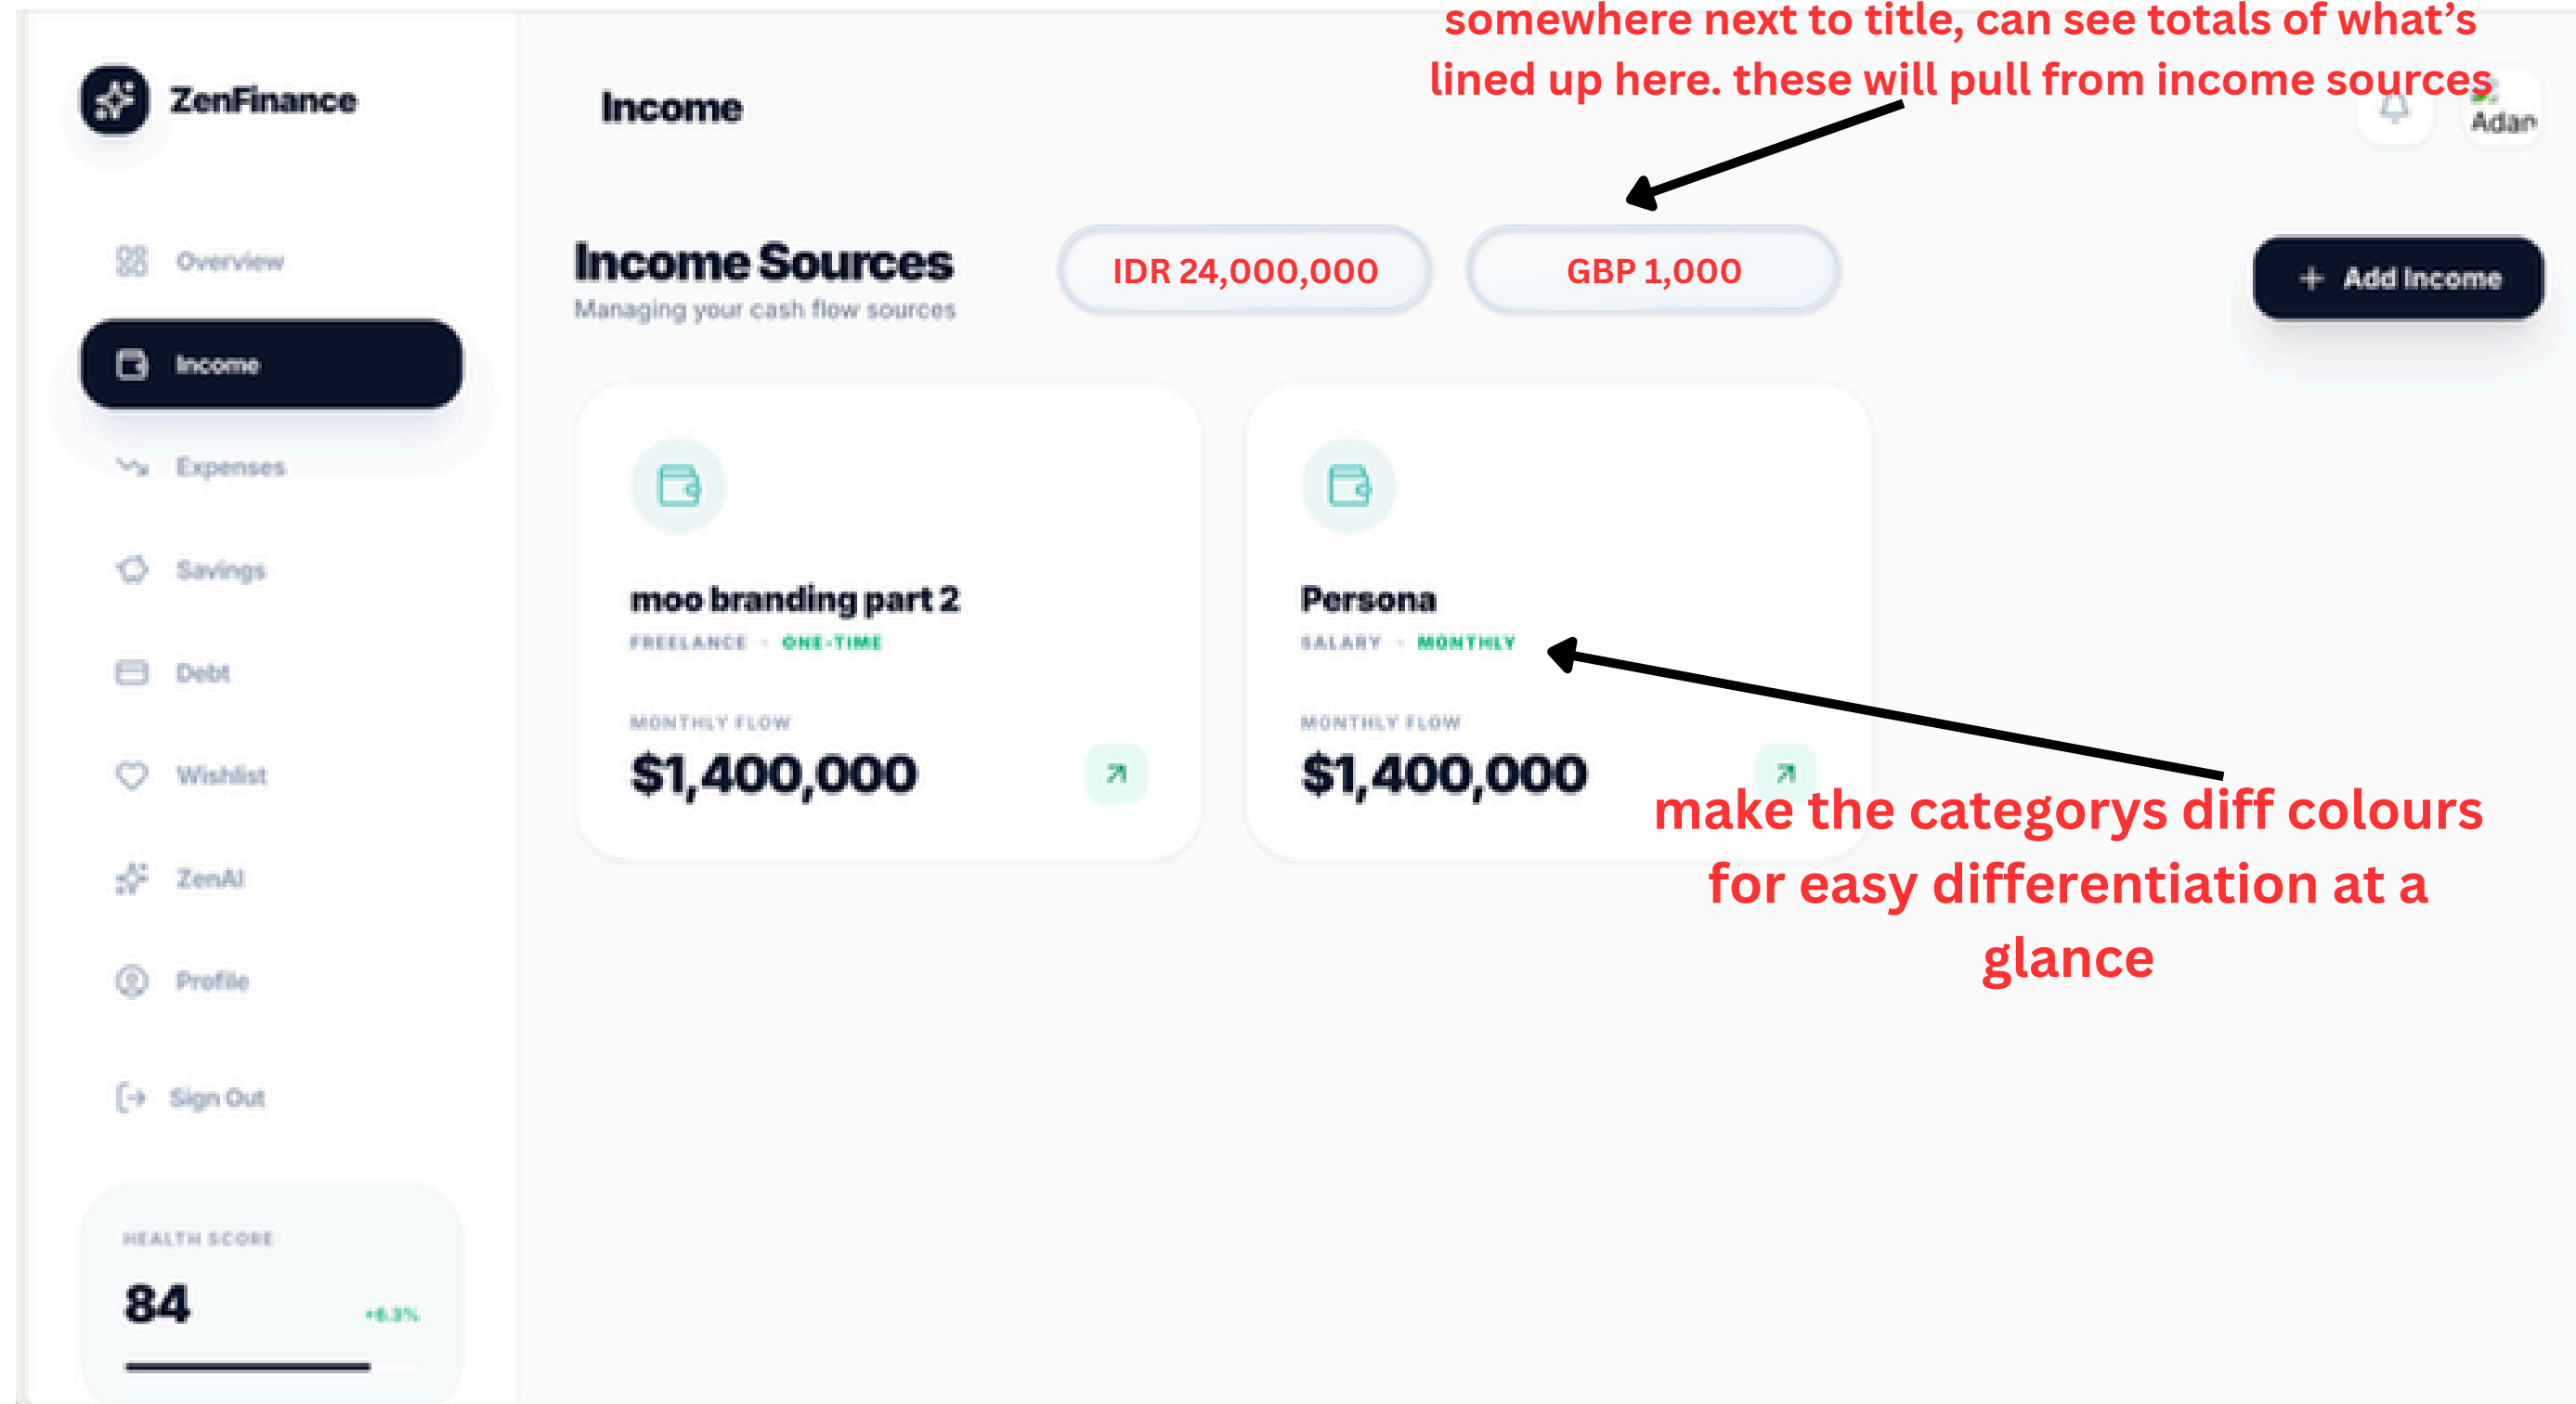 somewhere next to title, can see totals of what's
lined up here. these will pull from income sources
ZenFinance
Income
Adan
Overview
Income
Expenses
Savings
Debt
Wishlist
ZenAI
Profile
Sign Out
HEALTH SCORE
84
+6.3%
Income Sources
Managing your cash flow sources
IDR 24,000,000
GBP 1,000
+ Add Income
moo branding part 2
FREELANCE · ONE-TIME
MONTHLY FLOW
$1,400,000
Persona
SALARY · MONTHLY
MONTHLY FLOW
$1,400,000
make the categorys diff colours
for easy differentiation at a
glance